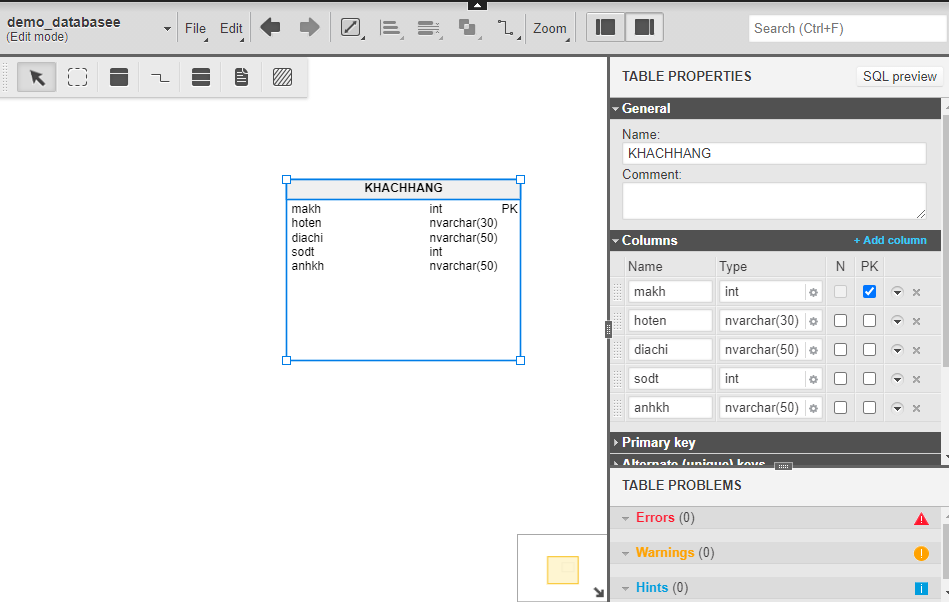 demo_databasee
(Edit mode)
File
Edit
Zoom
Search (Ctrl+F)
KHACHHANG
makh int PK
hoten nvarchar(30)
diachi nvarchar(50)
sodt int
anhkh nvarchar(50)
TABLE PROPERTIES
SQL preview
General
Name:
KHACHHANG
Comment:
Columns
+ Add column
Name Type N PK
makh int
hoten nvarchar(30)
diachi nvarchar(50)
sodt int
anhkh nvarchar(50)
Primary key
Alternate (unique) keys
TABLE PROBLEMS
Errors (0)
Warnings (0)
Hints (0)